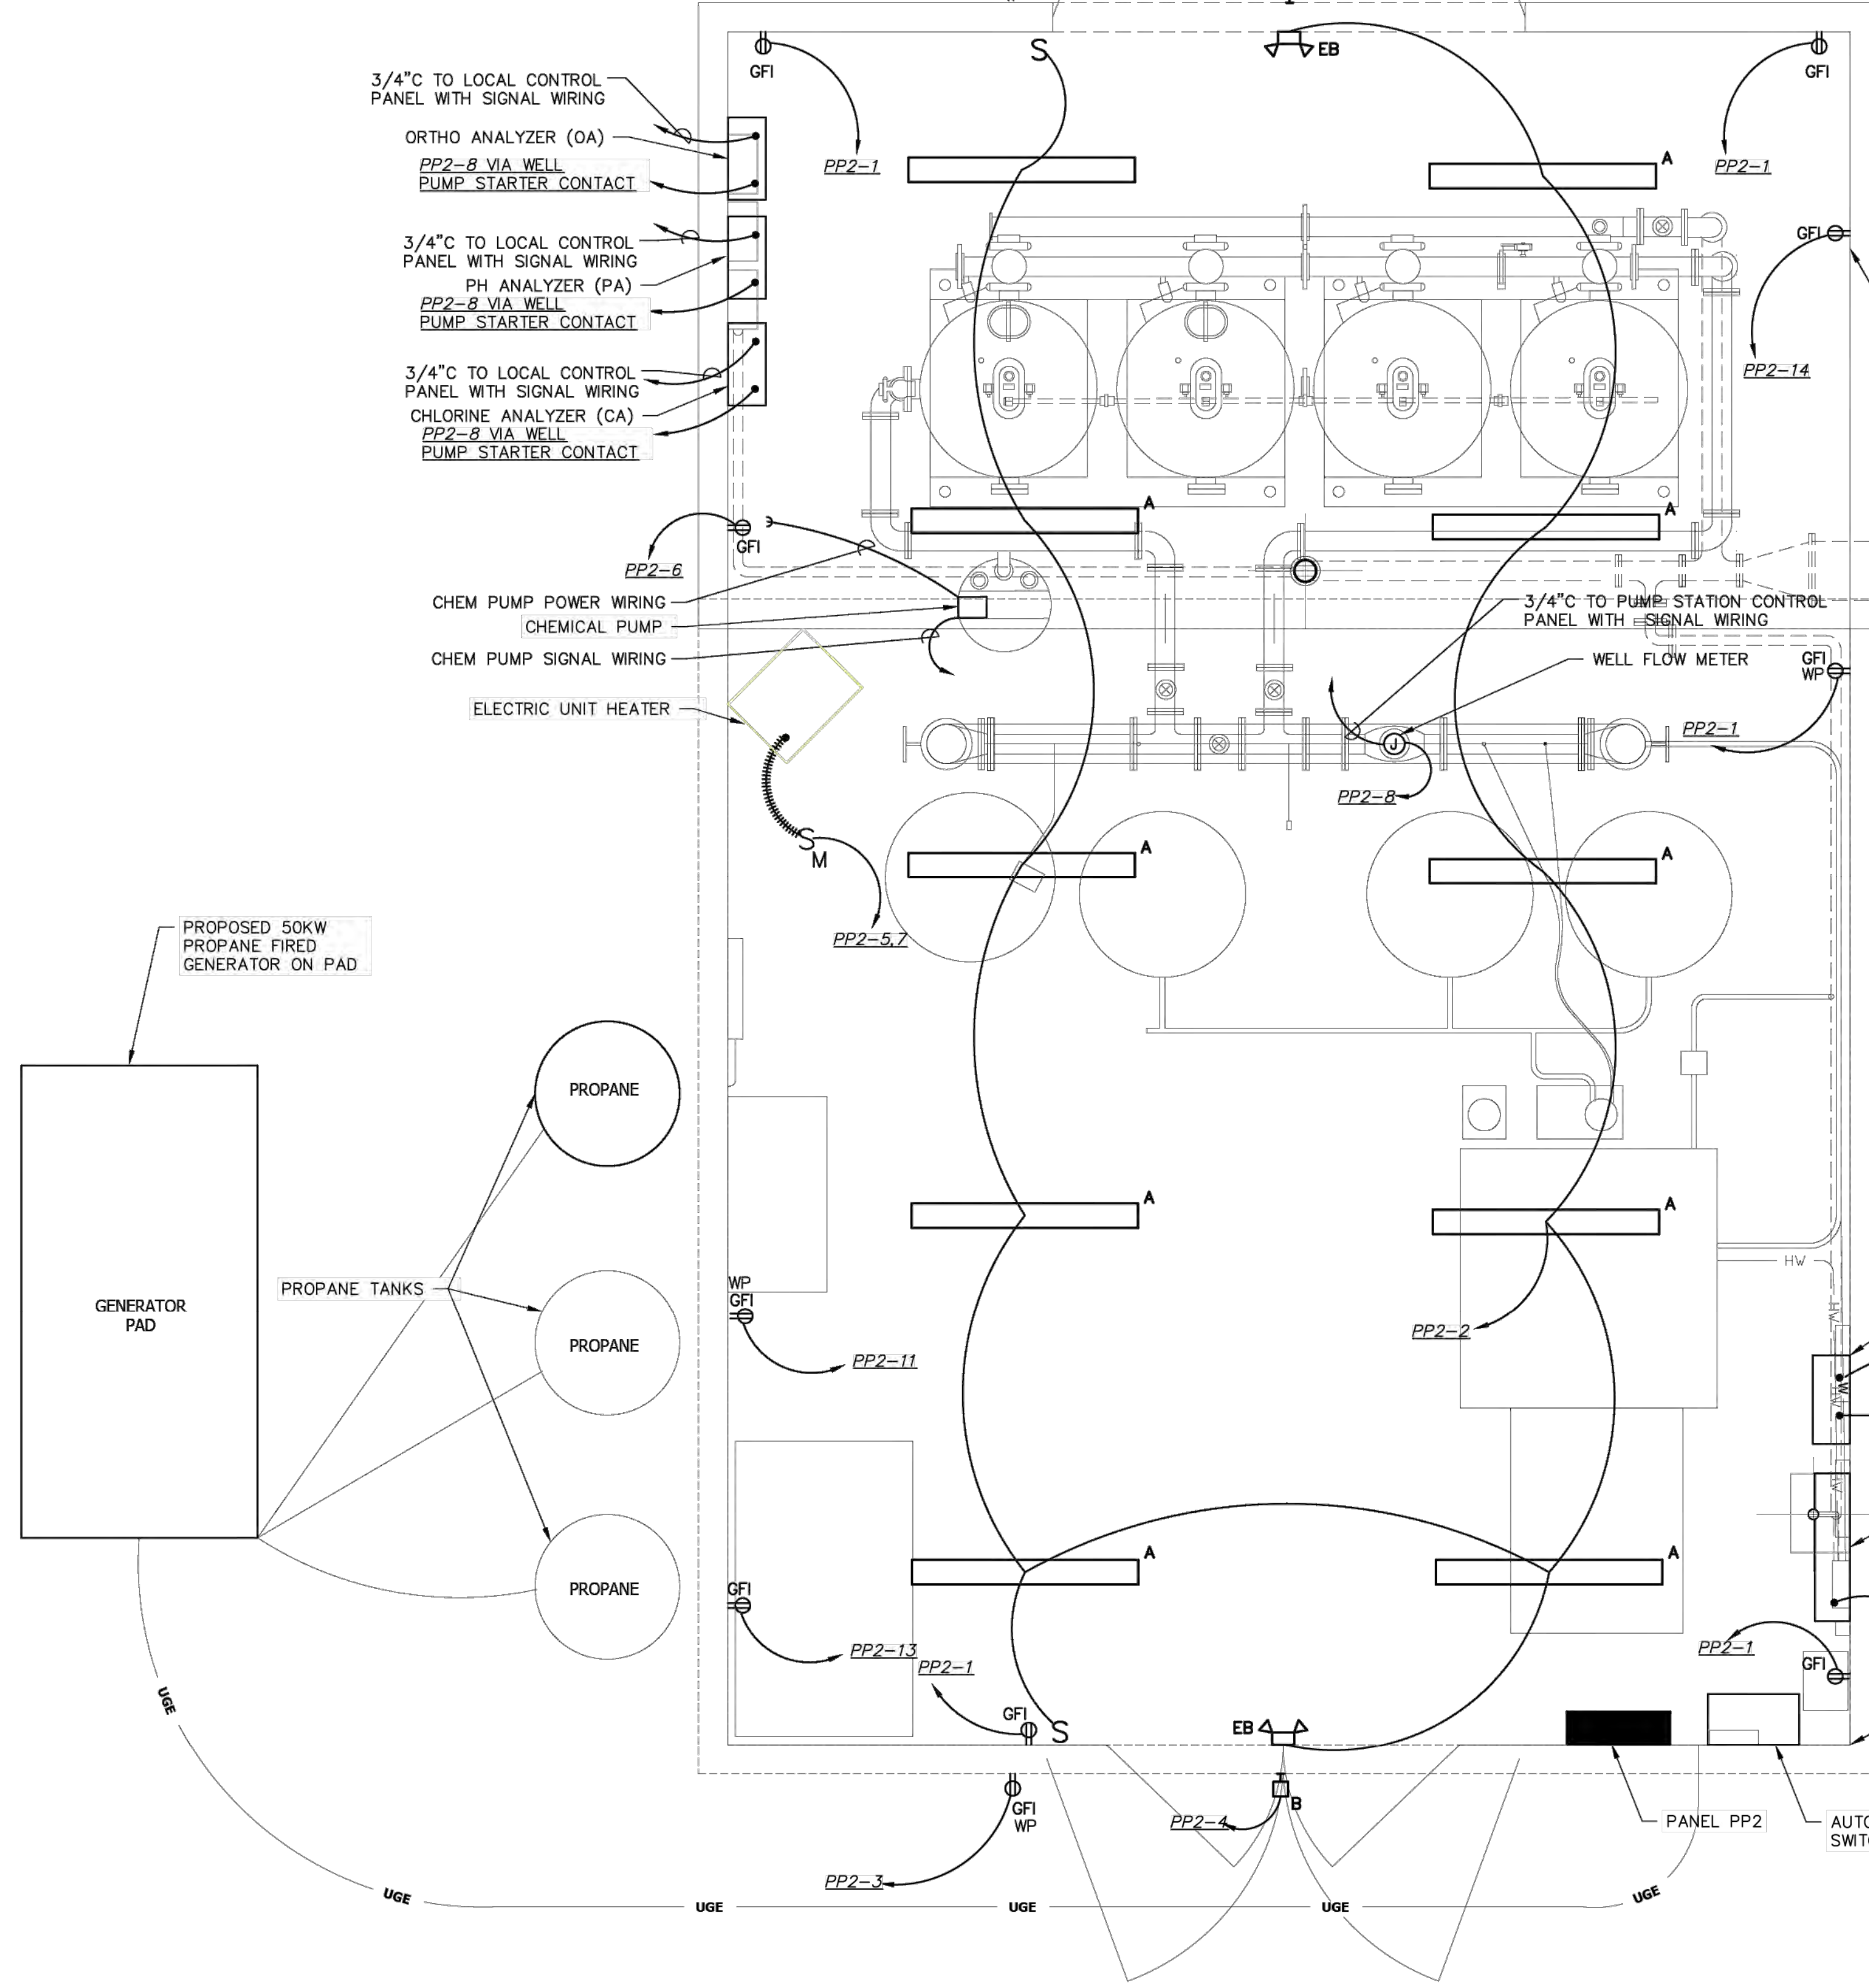 EB
S
GFI
GFI
3/4"C TO LOCAL CONTROL
PANEL WITH SIGNAL WIRING
ORTHO ANALYZER (OA)
PP2-8 VIA WELL
PUMP STARTER CONTACT
PP2-1
A
PP2-1
3/4"C TO LOCAL CONTROL
PANEL WITH SIGNAL WIRING
PH ANALYZER (PA)
PP2-8 VIA WELL
PUMP STARTER CONTACT
GFI
PP2-14
3/4"C TO LOCAL CONTROL
PANEL WITH SIGNAL WIRING
CHLORINE ANALYZER (CA)
PP2-8 VIA WELL
PUMP STARTER CONTACT
A
A
GFI
PP2-6
CHEM PUMP POWER WIRING
CHEMICAL PUMP
CHEM PUMP SIGNAL WIRING
3/4"C TO PUMP STATION CONTROL
PANEL WITH SIGNAL WIRING
WELL FLOW METER
GFI
WP
ELECTRIC UNIT HEATER
PP2-1
J
PP2-8
S
M
A
A
PP2-5,7
PROPOSED 50KW
PROPANE FIRED
GENERATOR ON PAD
PROPANE
A
A
HW
PROPANE TANKS
WP
GFI
GENERATOR
PAD
PROPANE
PP2-11
PP2-2
HW
W
HW
HW
A
A
PROPANE
GFI
PP2-13
PP2-1
PP2-1
GFI
GFI
S
EB
UGE
GFI
WP
B
PP2-4
PANEL PP2
AUTO
SWIT
PP2-3
UGE
UGE
UGE
UGE
UGE